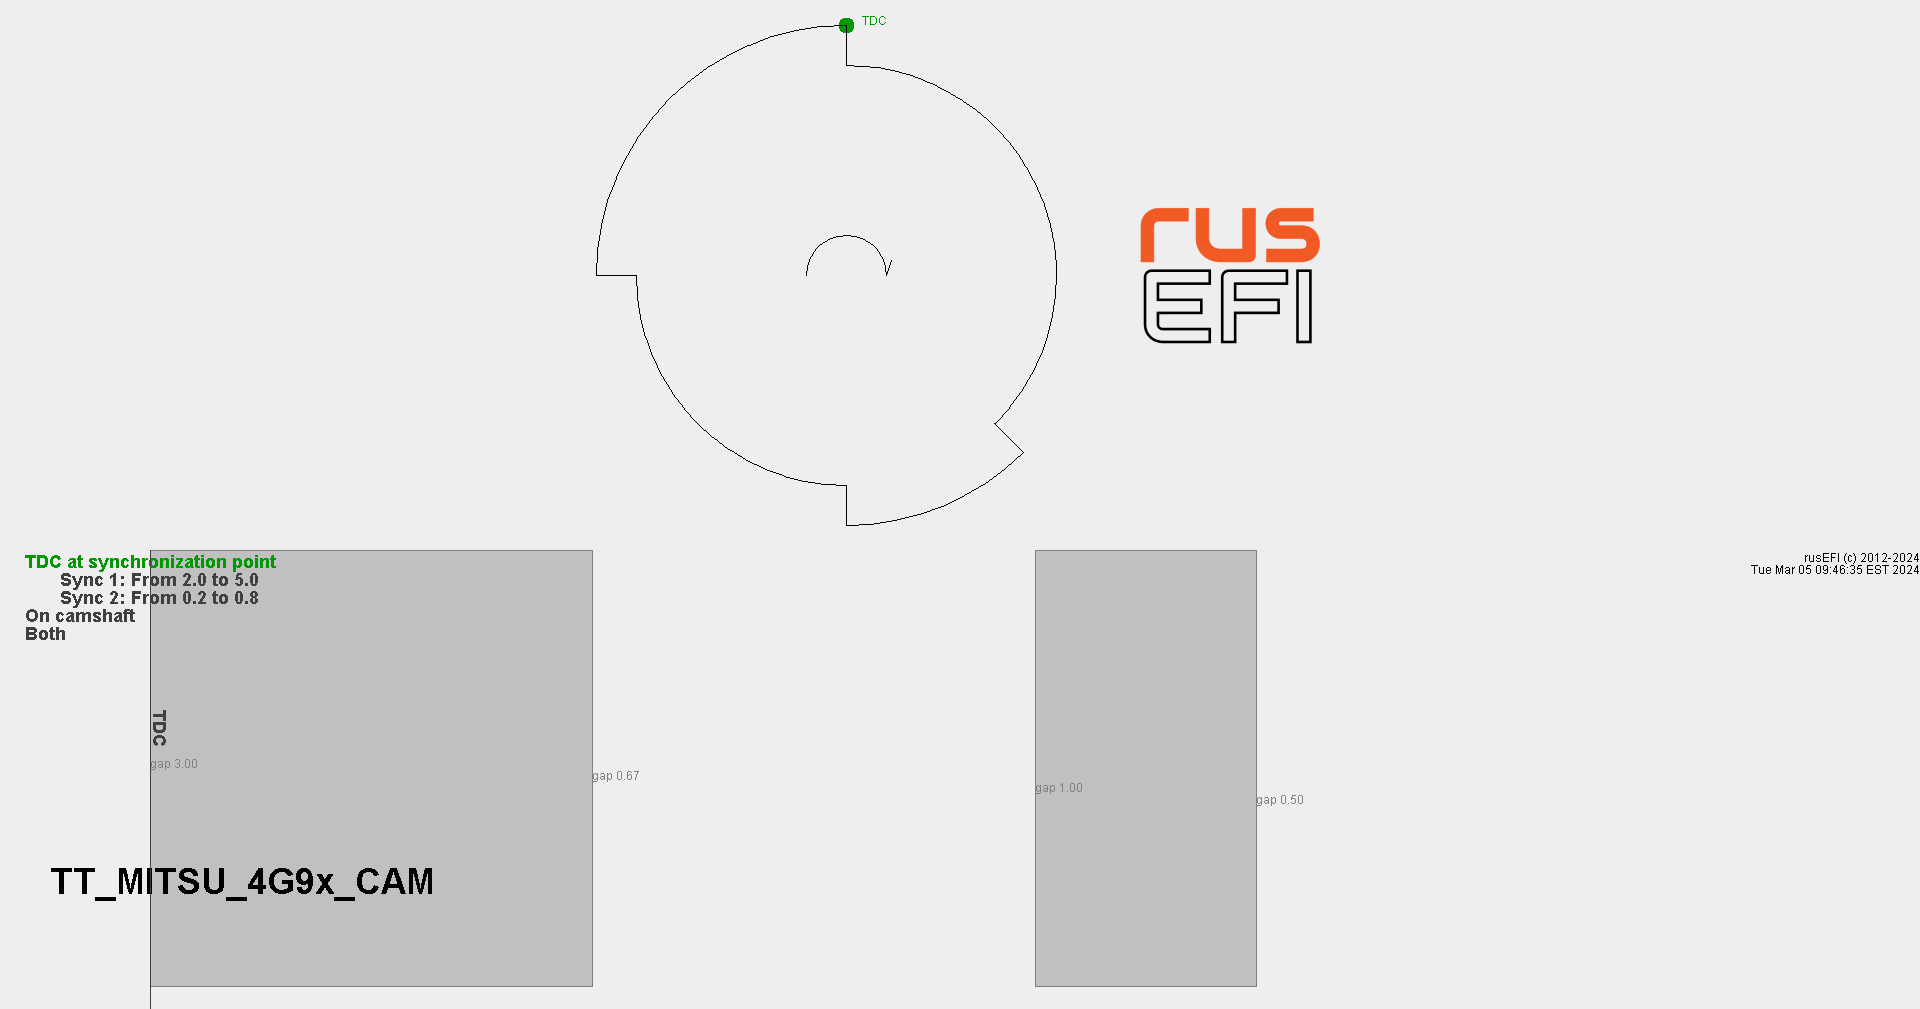 TDC
rus
EFI
TDC at synchronization point
Sync 1: From 2.0 to 5.0
Sync 2: From 0.2 to 0.8
On camshaft
Both
rusEFI (c) 2012-2024
Tue Mar 05 09:46:35 EST 2024
TDC
gap 3.00
gap 0.67
gap 1.00
gap 0.50
TT_MITSU_4G9x_CAM